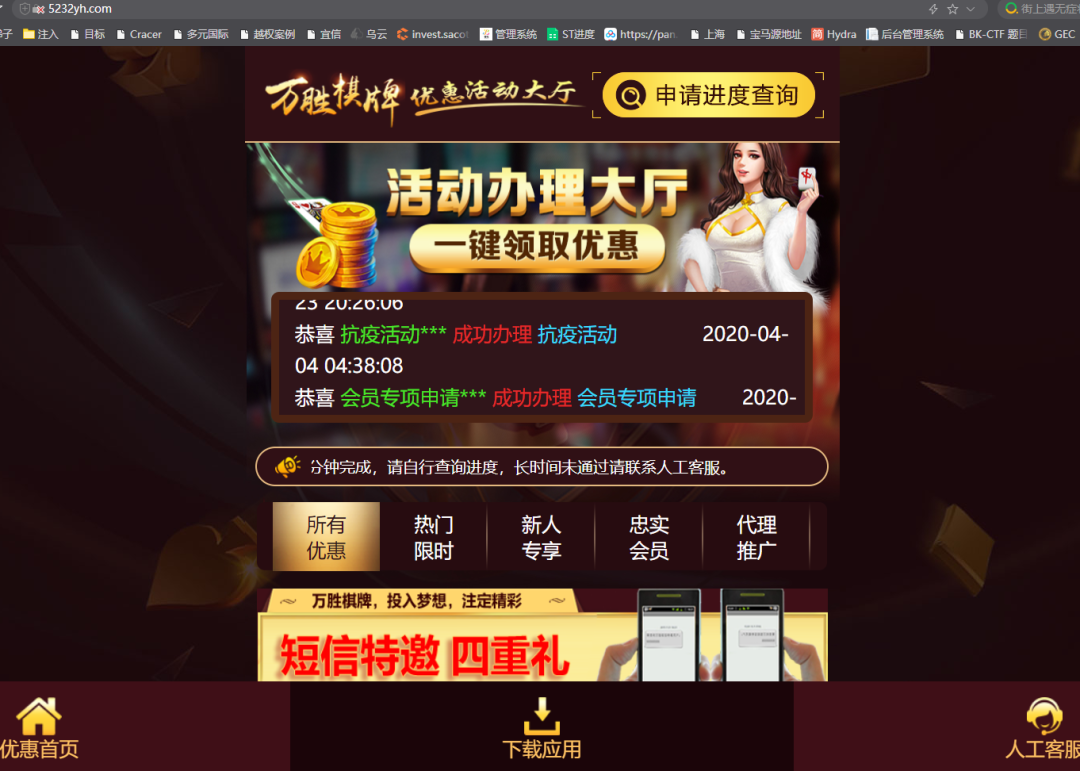 5232yh.com
街上遇无症
注入
目标
Cracer
多元国际
越权案例
宜信
乌云
invest.sacot
管理系统
ST进度
https://pan.
上海
宝马源地址
Hydra
后台管理系统
BK-CTF 题目
GEC
万胜棋牌 优惠活动大厅
申请进度查询
活动办理大厅
一键领取优惠
23 20:26:06
恭喜 抗疫活动*** 成功办理 抗疫活动 2020-04-
04 04:38:08
恭喜 会员专项申请*** 成功办理 会员专项申请 2020-
分钟完成，请自行查询进度，长时间未通过请联系人工客服。
所有 热门 新人 忠实 代理
优惠 限时 专享 会员 推广
万胜棋牌，投入梦想，注定精彩
短信特邀 四重礼
优惠首页
下载应用
人工客服